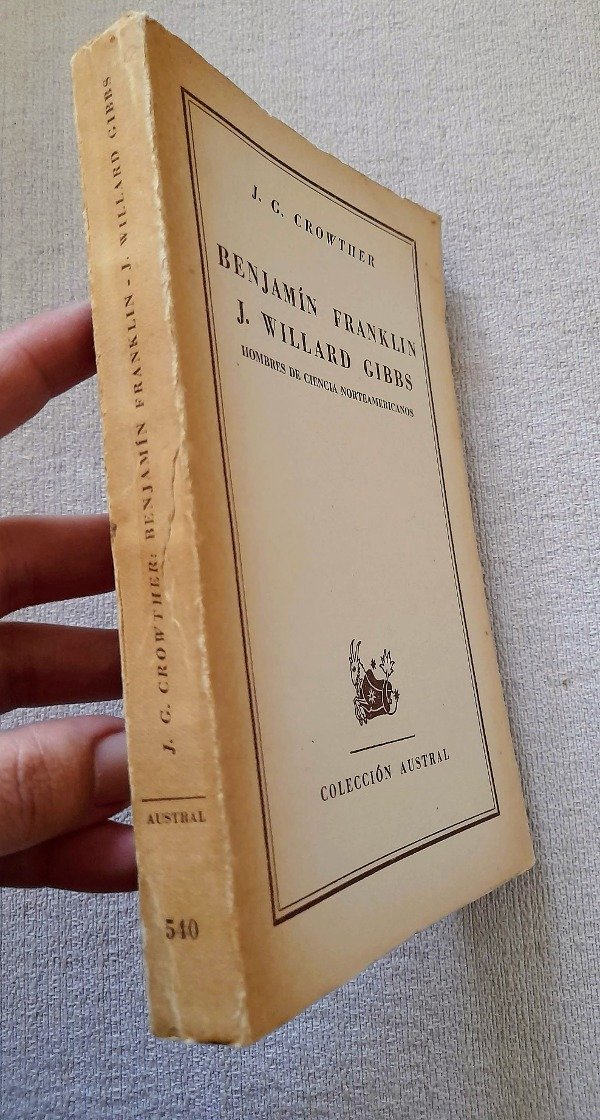 J. G. CROWTHER: BENJAMÍN FRANKLIN - J. WILLARD GIBBS
AUSTRAL
540
J. G. CROWTHER
BENJAMÍN FRANKLIN
J. WILLARD GIBBS
HOMBRES DE CIENCIA NORTEAMERICANOS
COLECCIÓN AUSTRAL